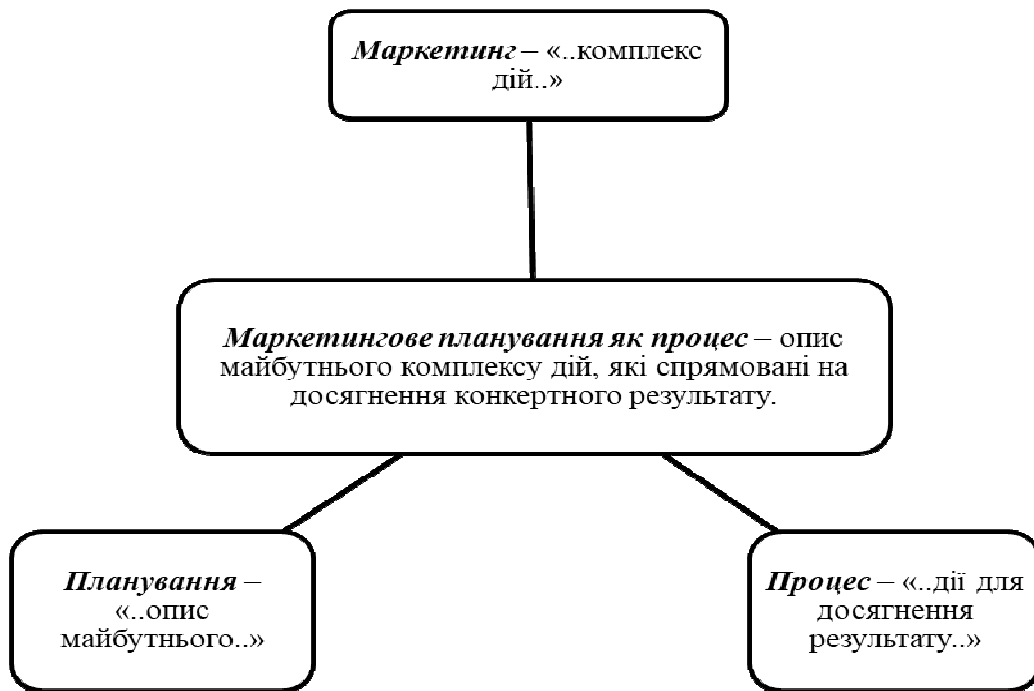 Маркетинг – «..комплекс
дій..»
Маркетингове планування як процес – опис
майбутнього комплексу дій, які спрямовані на
досягнення конкертного результату.
Планування –
«..опис
майбутнього..»
Процес – «..дії для
досягнення
результату..»